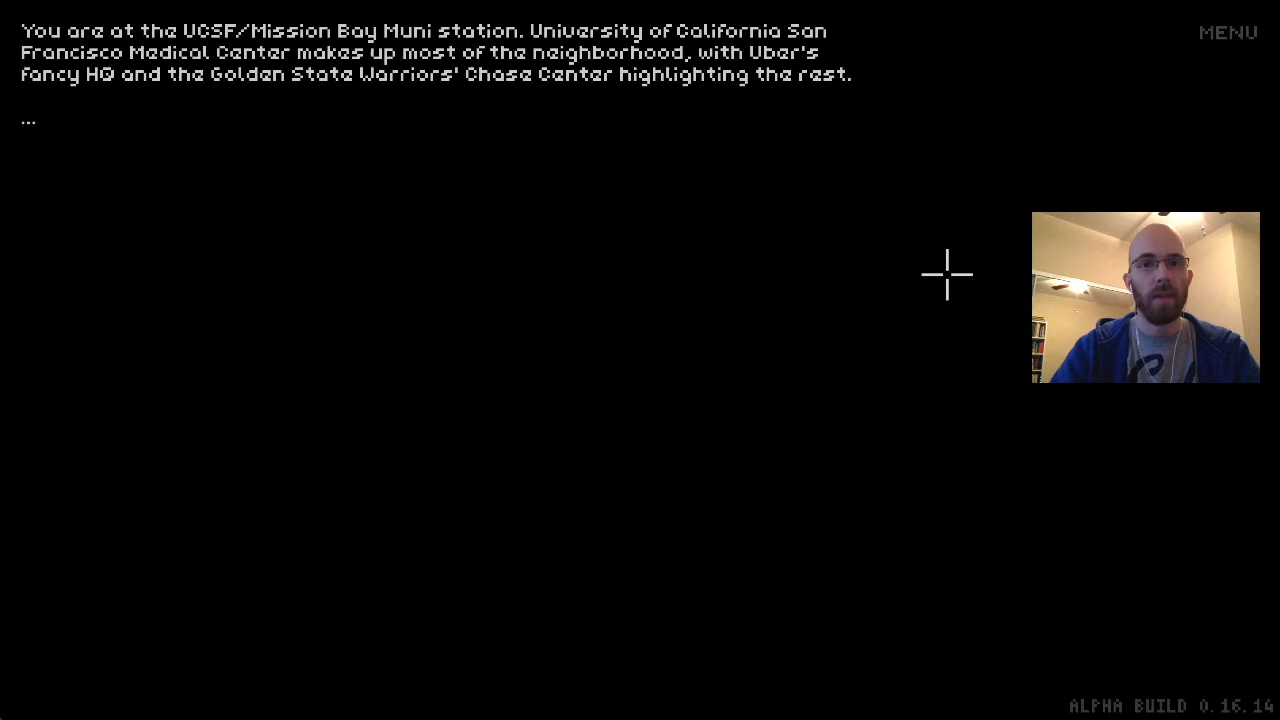 You are at the UCSF/Mission Bay Muni station. University of California San
Francisco Medical Center makes up most of the neighborhood, with Uber's
fancy HQ and the Golden State Warriors' Chase Center highlighting the rest.
...
MENU
ALPHA BUILD 0.16.14